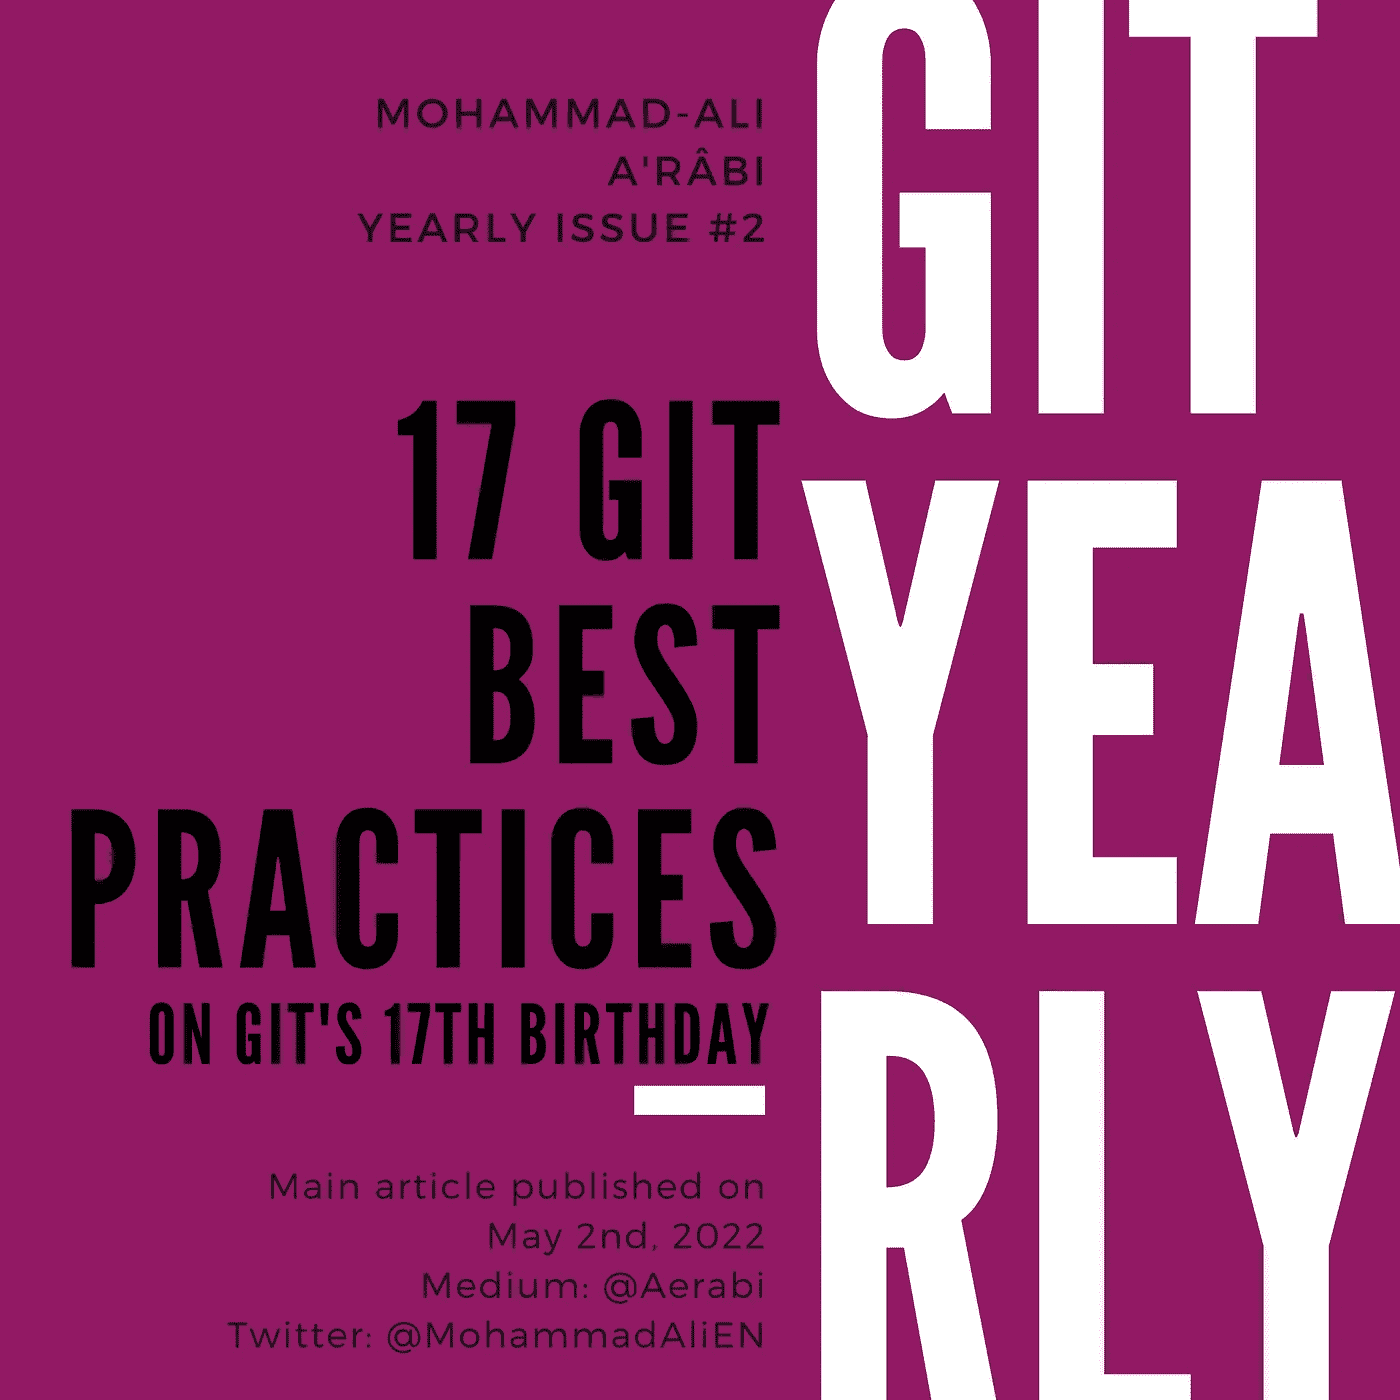 MOHAMMAD-ALI
A'RÂBI
YEARLY ISSUE #2
17 GIT
BEST
PRACTICES
ON GIT'S 17TH BIRTHDAY
Main article published on
May 2nd, 2022
Medium: @Aerabi
Twitter: @MohammadAliEN
GIT
YEA
RLY